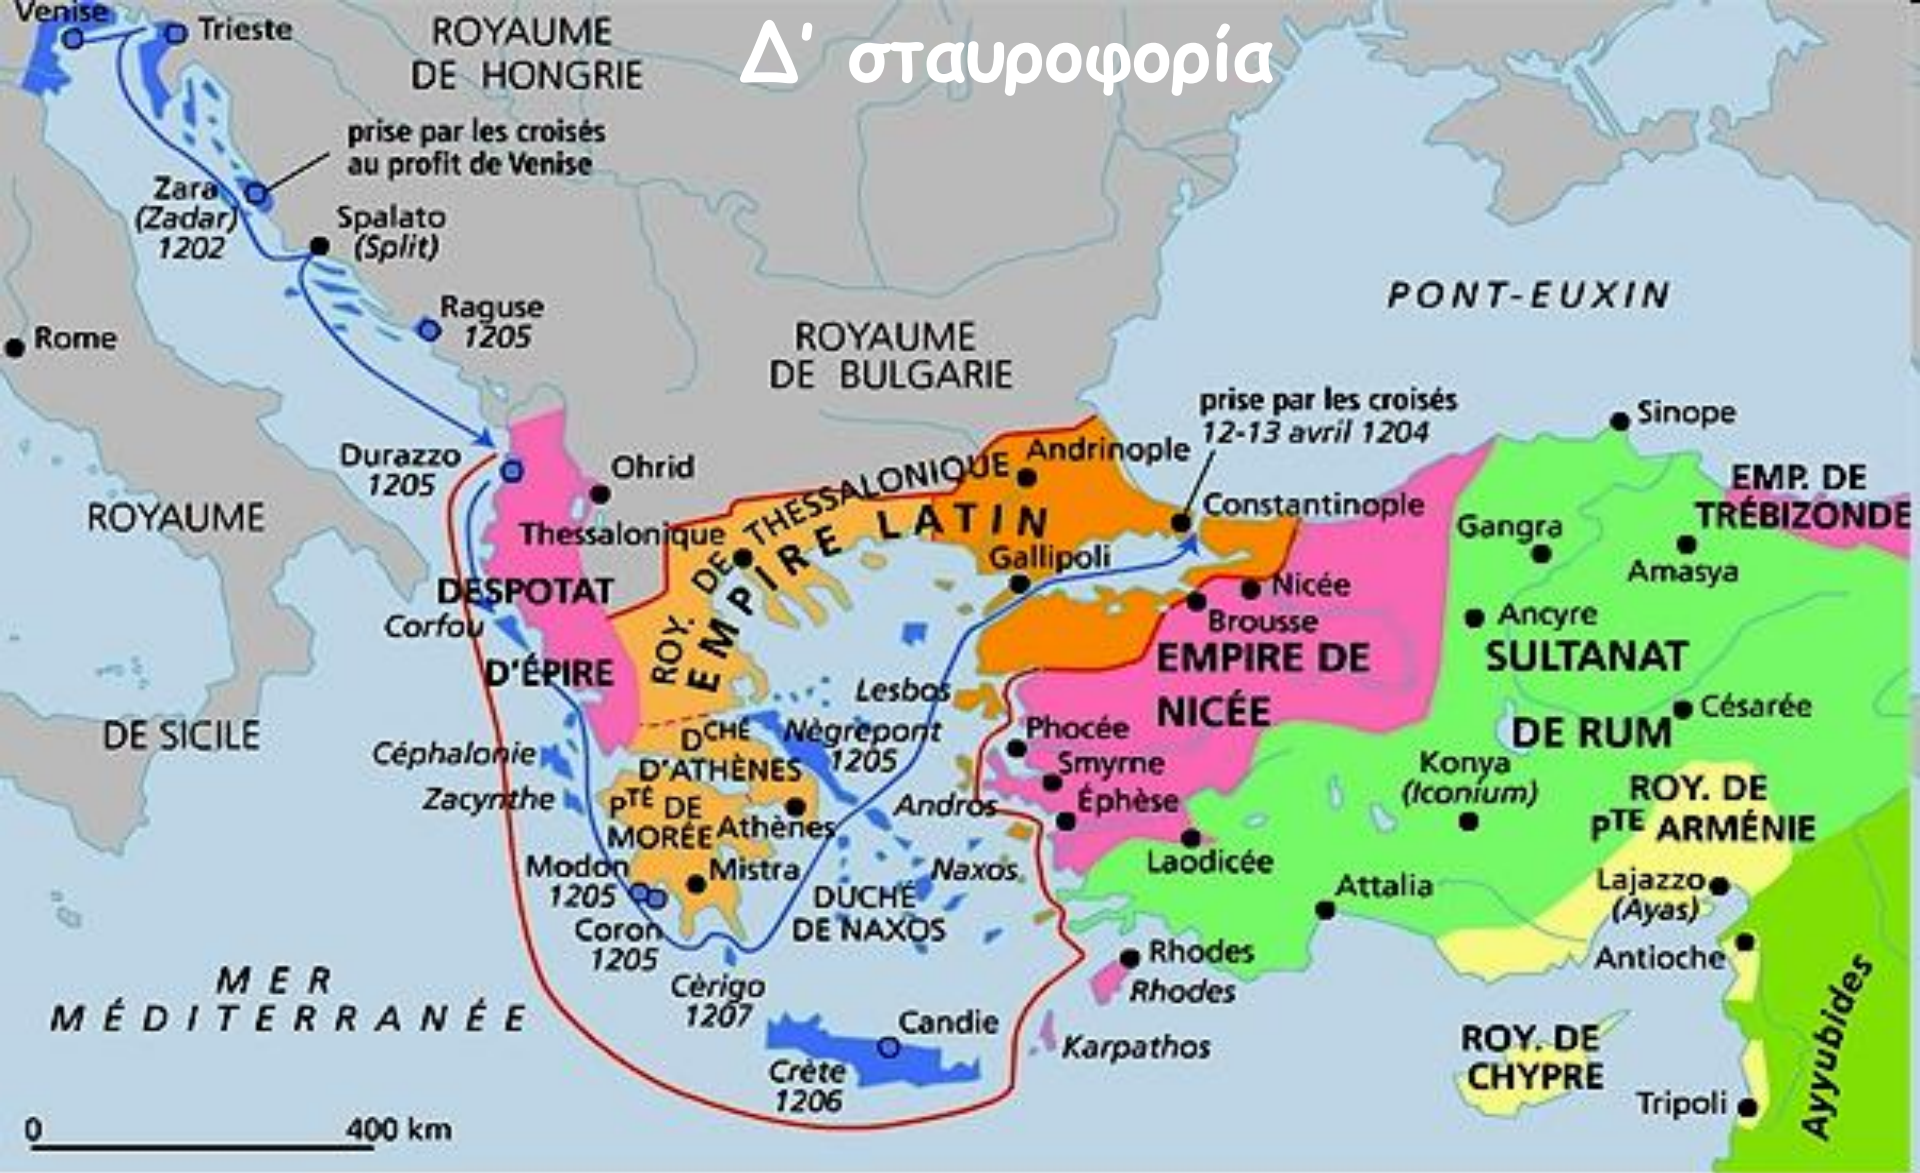 Δ' σταυροφορία
Venise
Trieste
ROYAUME
DE HONGRIE
prise par les croisés
au profit de Venise
Zara
(Zadar)
1202
Spalato
(Split)
Raguse
1205
Rome
PONT-EUXIN
ROYAUME
DE BULGARIE
prise par les croisés
12-13 avril 1204
Sinope
Durazzo
1205
Ohrid
Andrinople
Constantinople
EMP. DE
TRÉBIZONDE
ROYAUME
DE SICILE
Thessalonique
ROY. DE THESSALONIQUE
EMPIRE LATIN
Gallipoli
Gangra
Amasya
DESPOTAT
D'ÉPIRE
Corfou
Nicée
Brousse
Ancyre
EMPIRE DE
NICÉE
SULTANAT
DE RUM
Lesbos
Césarée
Phocée
Smyrne
Éphèse
Konya
(Iconium)
Céphalonie
Zacynthe
DCHÉ
D'ATHÈNES
Nègrepont
1205
PTÉ DE
MORÉE
Athènes
Andros
ROY. DE
PTE ARMÉNIE
Laodicée
Modon
1205
Mistra
Naxos
Attalia
Lajazzo
(Ayas)
Coron
1205
DUCHÉ
DE NAXOS
Antioche
Rhodes
Rhodes
MER
MÉDITERRANÉE
Cèrigo
1207
Candie
Crète
1206
Karpathos
ROY. DE
CHYPRE
Tripoli
Ayyubides
0 400 km